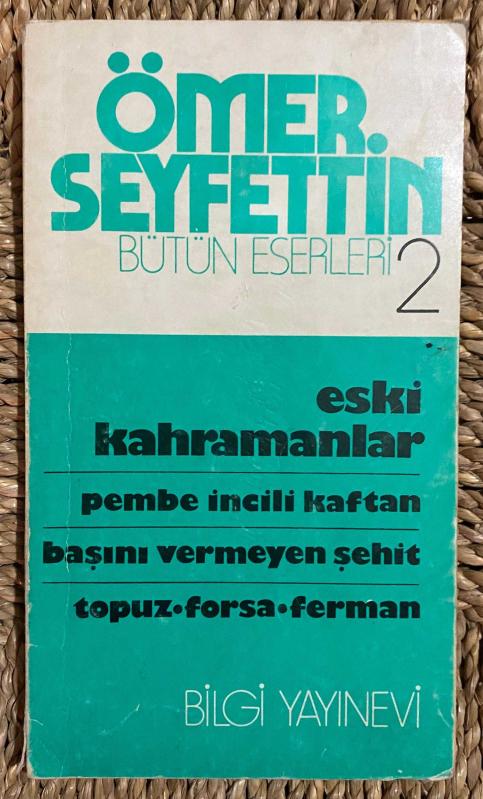 ÖMER
SEYFETTİN
BÜTÜN ESERLERİ 2
eski
kahramanlar
pembe incili kaftan
başını vermeyen şehit
topuz•forsa•ferman
BİLGİ YAYINEVİ